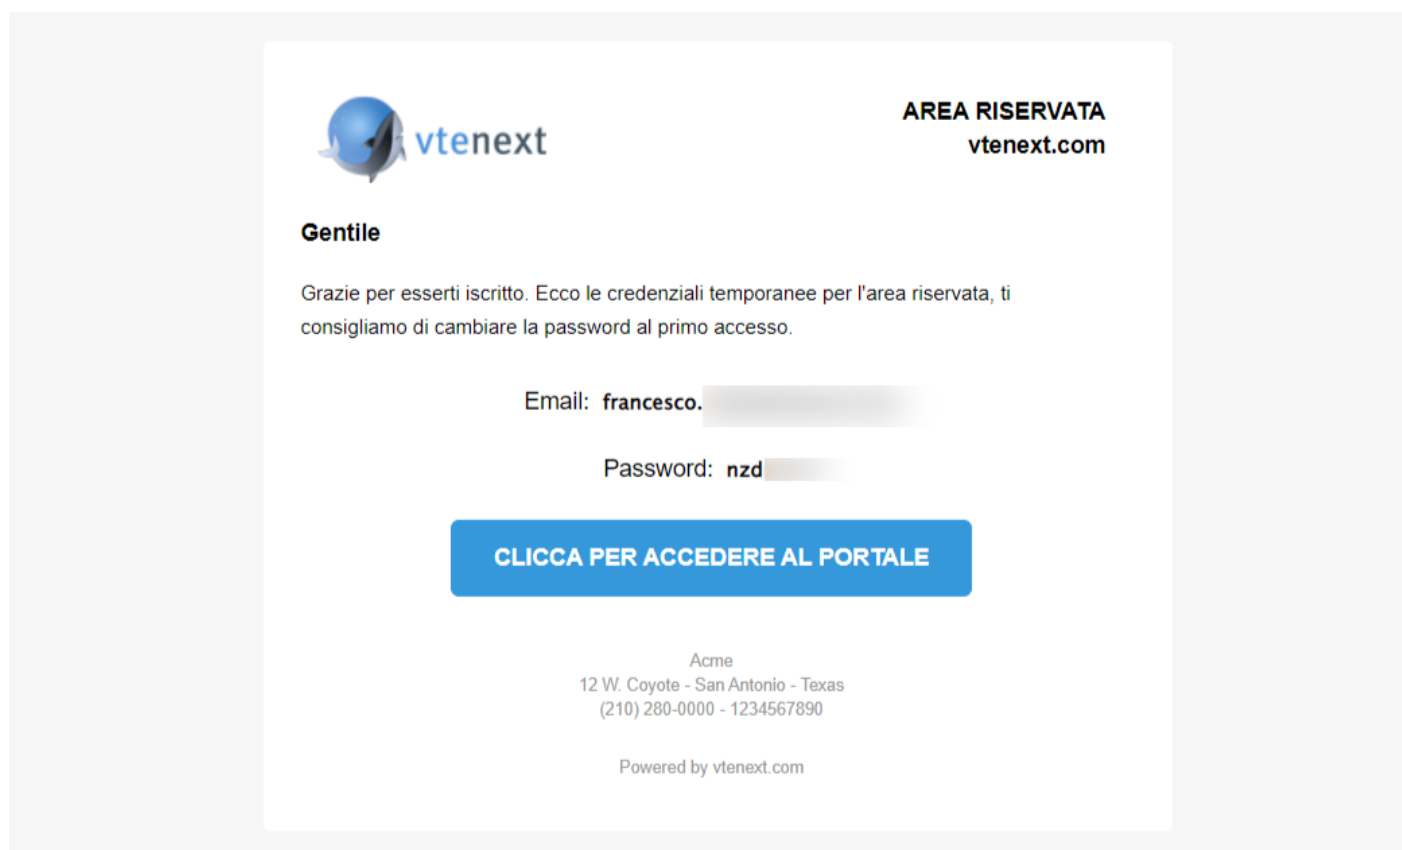 vtenext
AREA RISERVATA
vtenext.com
Gentile
Grazie per esserti iscritto. Ecco le credenziali temporanee per l'area riservata, ti
consigliamo di cambiare la password al primo accesso.
Email: francesco.
Password: nzd
CLICCA PER ACCEDERE AL PORTALE
Acme
12 W. Coyote - San Antonio - Texas
(210) 280-0000 - 1234567890
Powered by vtenext.com